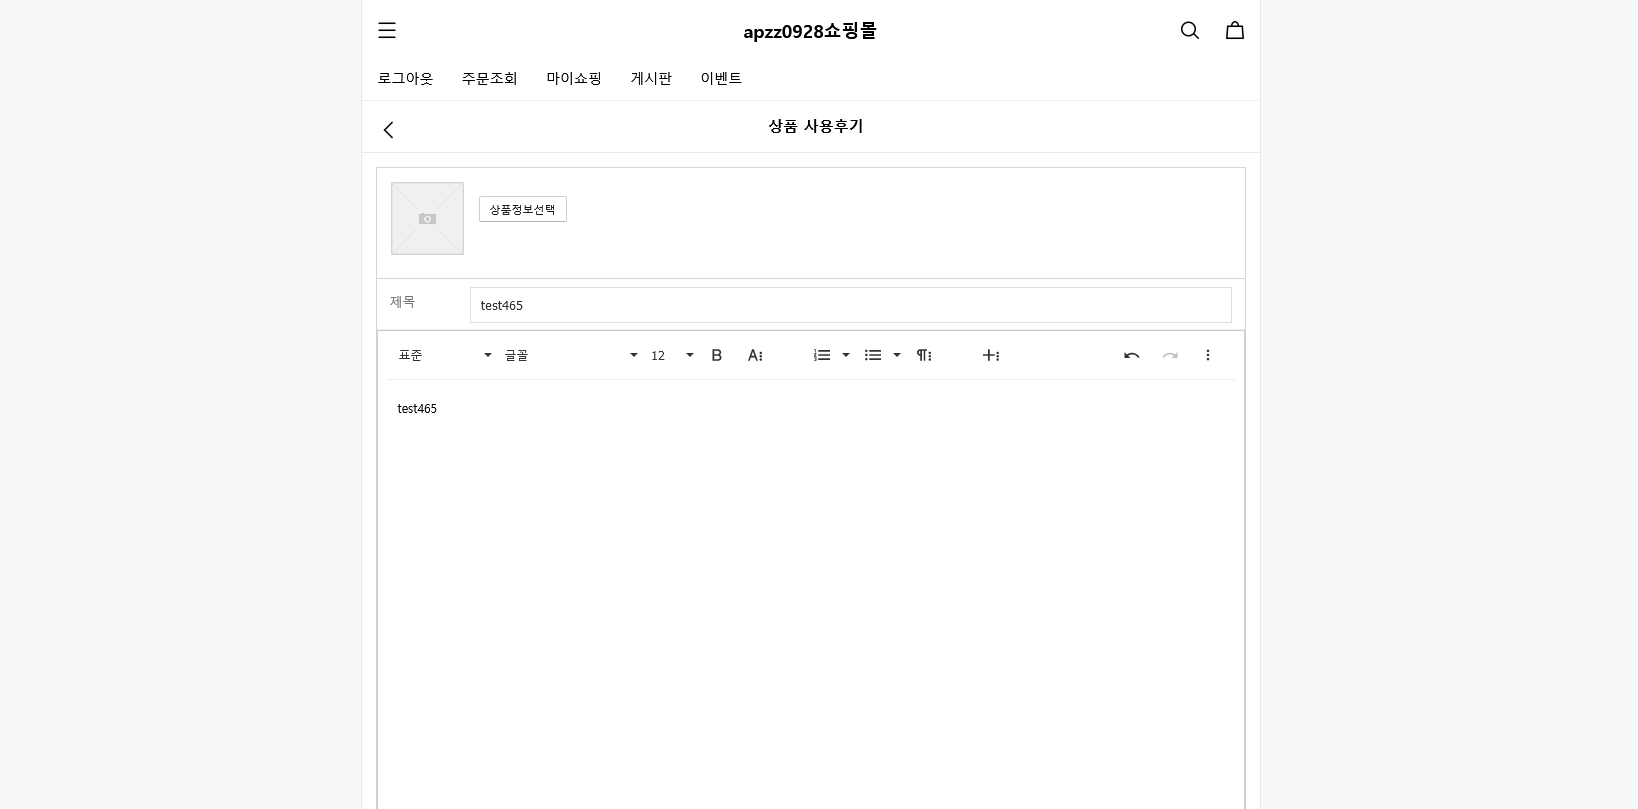 apzz0928쇼핑몰
로그아웃 주문조회 마이쇼핑 게시판 이벤트
상품 사용후기
상품정보선택
제목 test465
표준 글꼴 12
test465